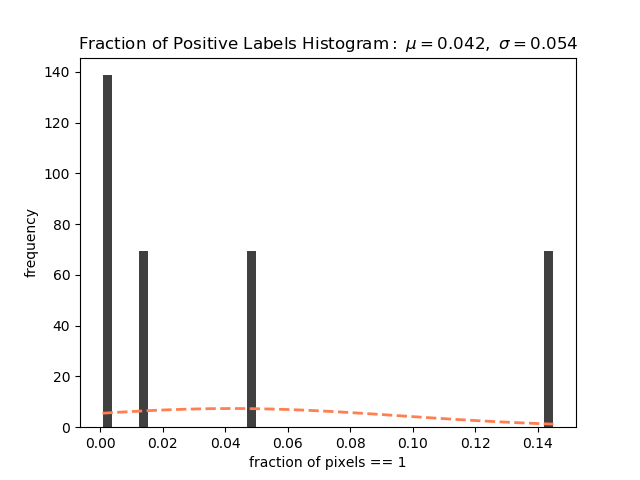 Fraction of Positive Labels Histogram: μ = 0.042, σ = 0.054
140
120
100
80
60
40
20
0
frequency
0.00 0.02 0.04 0.06 0.08 0.10 0.12 0.14
fraction of pixels == 1